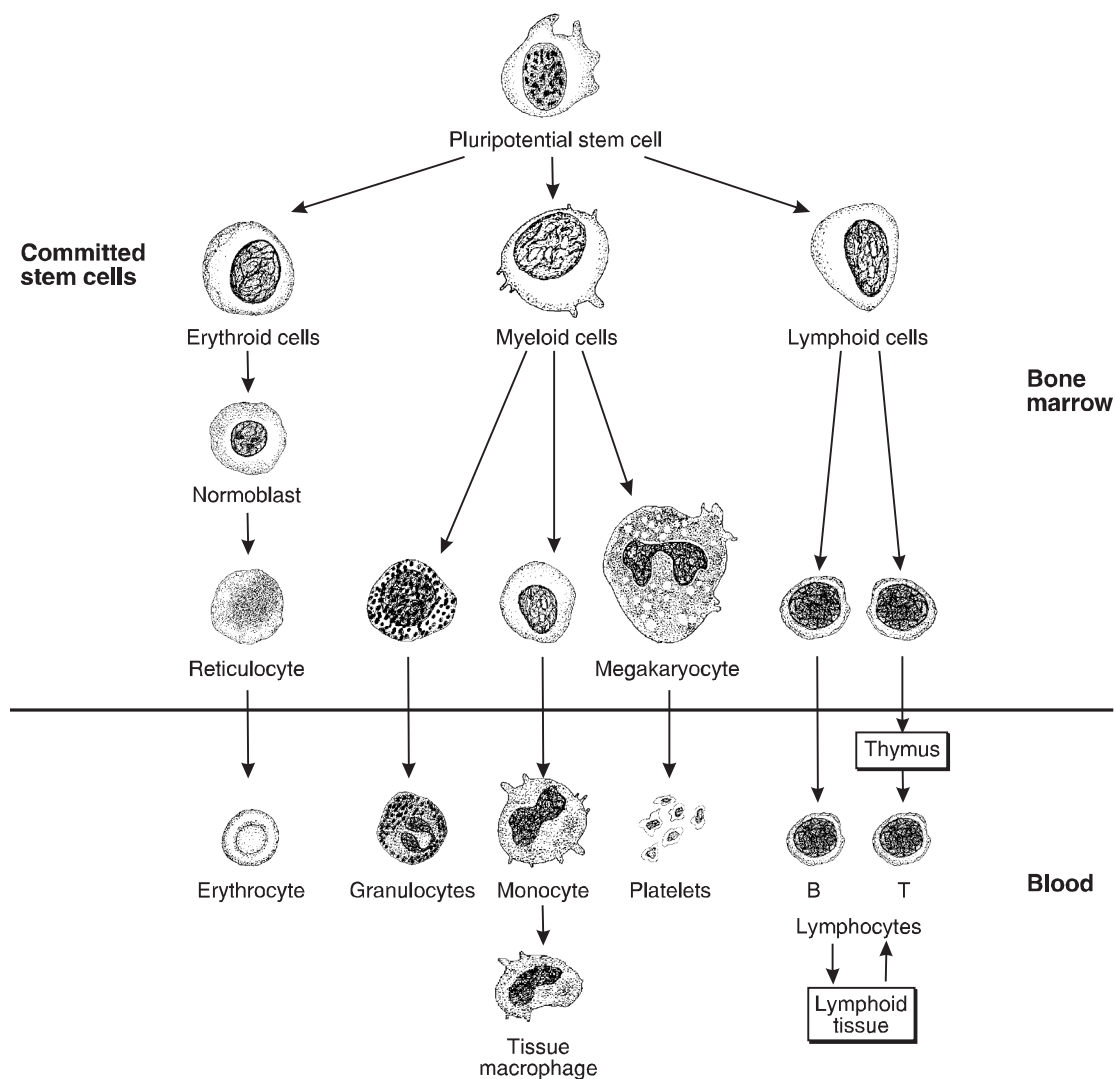 Pluripotential stem cell
Committed
stem cells
Erythroid cells
Myeloid cells
Lymphoid cells
Bone
marrow
Normoblast
Reticulocyte
Megakaryocyte
Thymus
Erythrocyte
Granulocytes
Monocyte
Platelets
B
T
Blood
Lymphocytes
Lymphoid
tissue
Tissue
macrophage